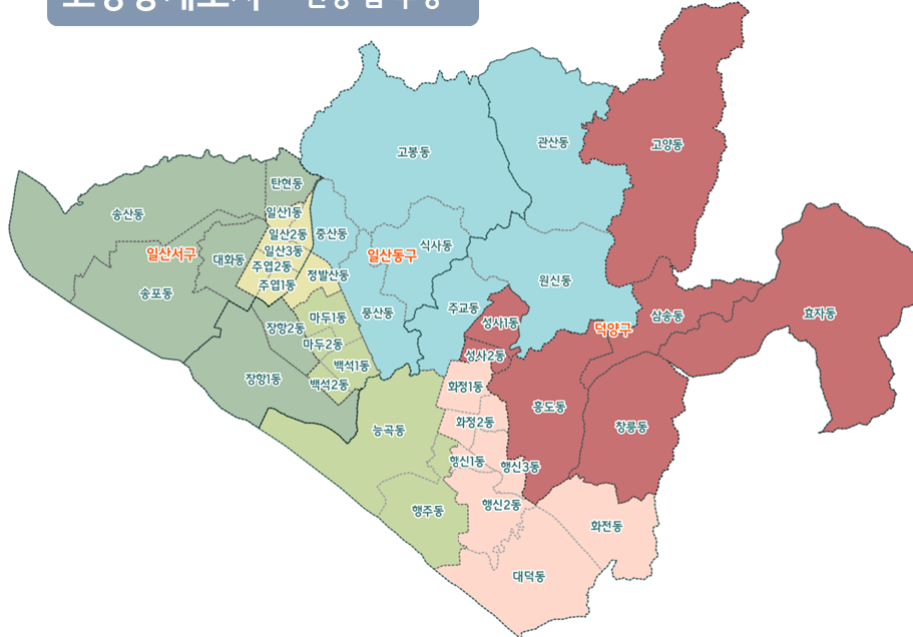 고봉동
관산동
고양동
탄현동
송산동
일산1동
일산2동
중산동
식사동
일산서구
대화동
일산3동
일산동구
주엽2동
정발산동
원신동
송포동
주엽1동
풍산동
주교동
마두1동
성사1동
삼송동
효자동
장항2동
덕양구
마두2동
성사2동
백석1동
장항1동
백석2동
화정1동
흥도동
능곡동
화정2동
창릉동
행신1동
행신3동
행주동
행신2동
화전동
대덕동